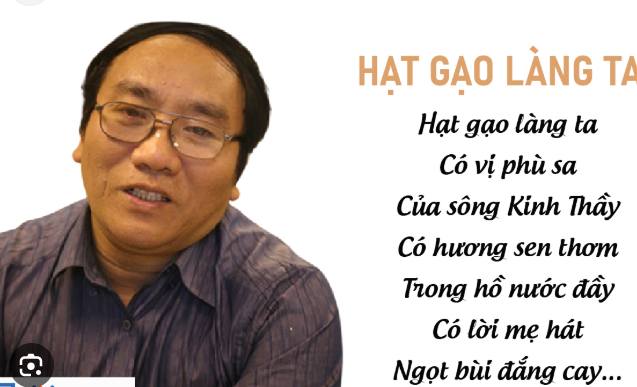 HẠT GẠO LÀNG TA
Hạt gạo làng ta
Có vị phù sa
Của sông Kinh Thầy
Có hương sen thơm
Trong hồ nước đầy
Có lời mẹ hát
Ngọt bùi đắng cay...